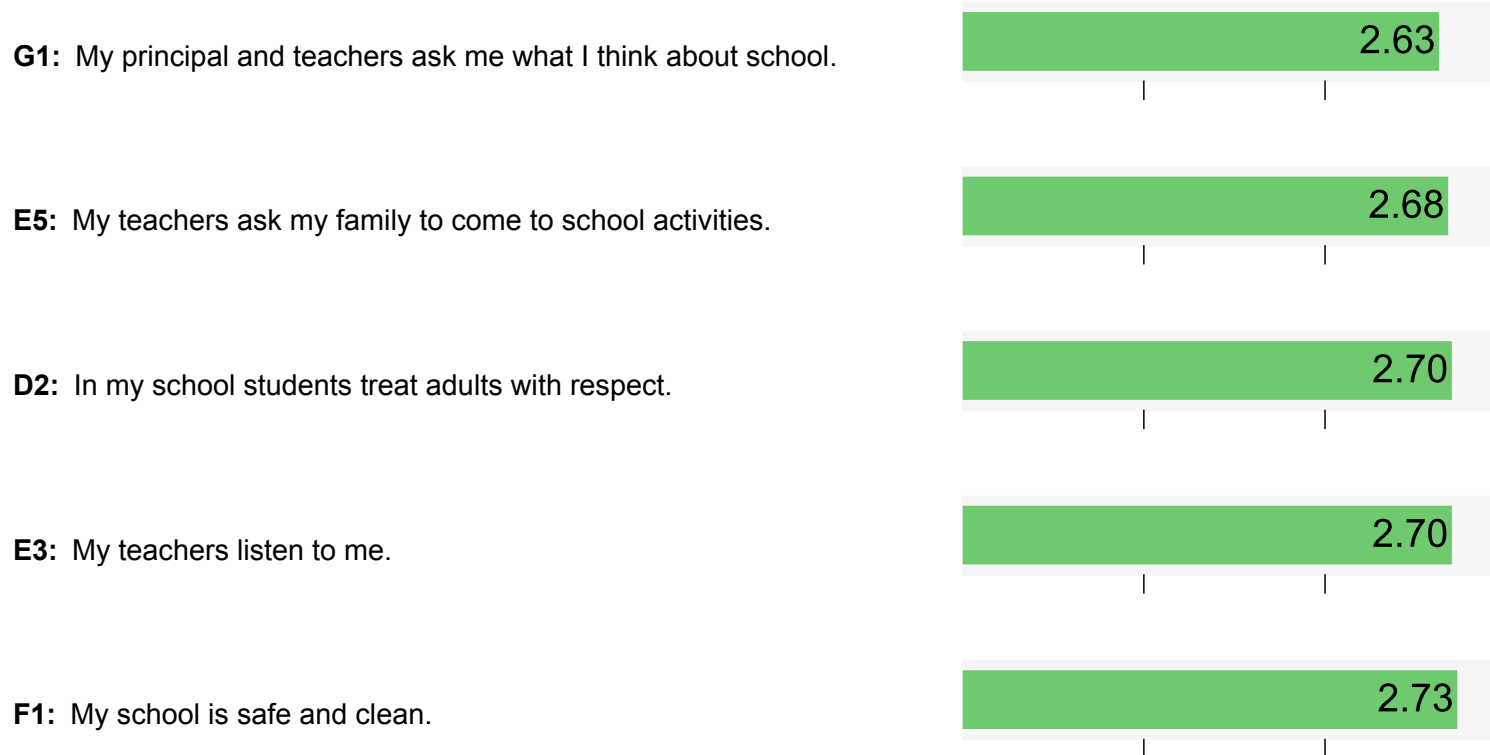 G1: My principal and teachers ask me what I think about school. 2.63
E5: My teachers ask my family to come to school activities. 2.68
D2: In my school students treat adults with respect. 2.70
E3: My teachers listen to me. 2.70
F1: My school is safe and clean. 2.73